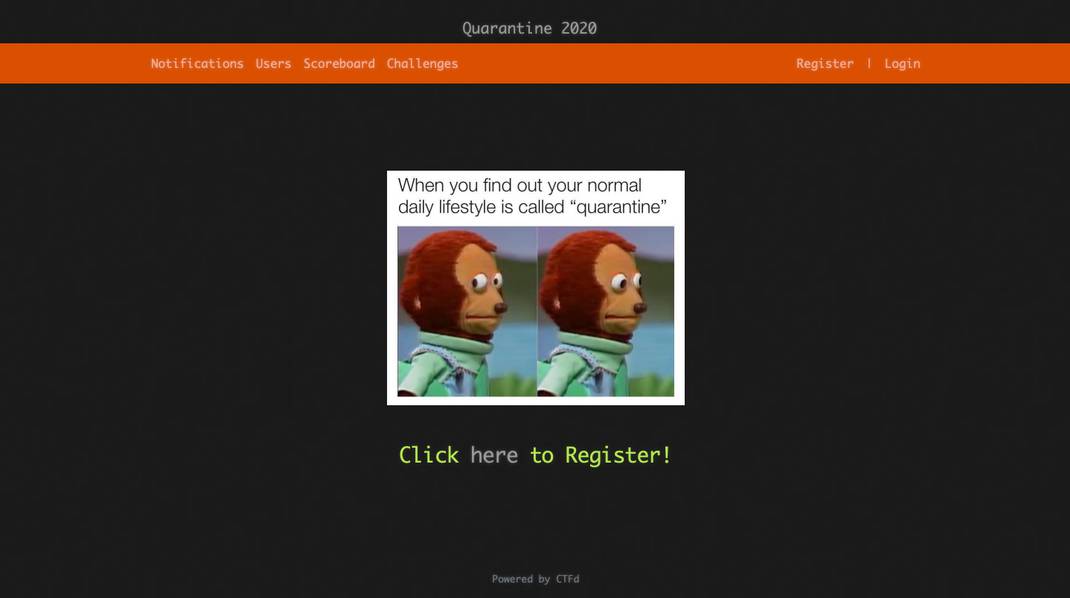 Quarantine 2020
Notifications Users Scoreboard Challenges Register | Login
When you find out your normal
daily lifestyle is called “quarantine”
Click here to Register!
Powered by CTFd